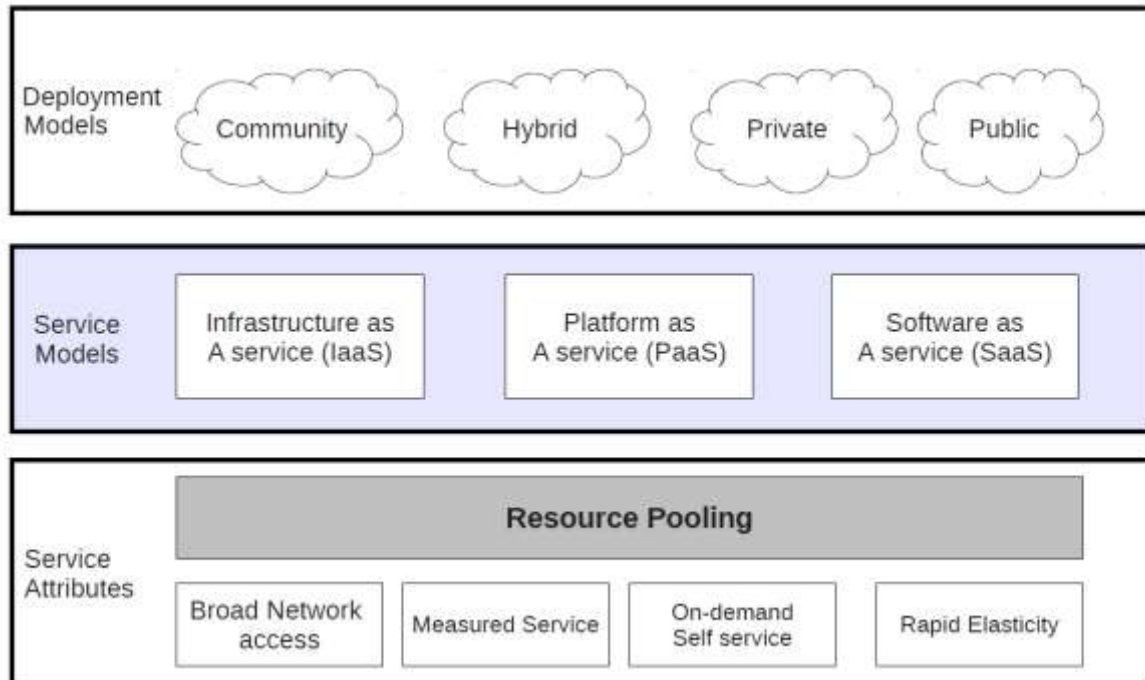 Deployment
Models
Community
Hybrid
Private
Public
Service
Models
Infrastructure as
A service (IaaS)
Platform as
A service (PaaS)
Software as
A service (SaaS)
Service
Attributes
Resource Pooling
Broad Network
access
Measured Service
On-demand
Self service
Rapid Elasticity